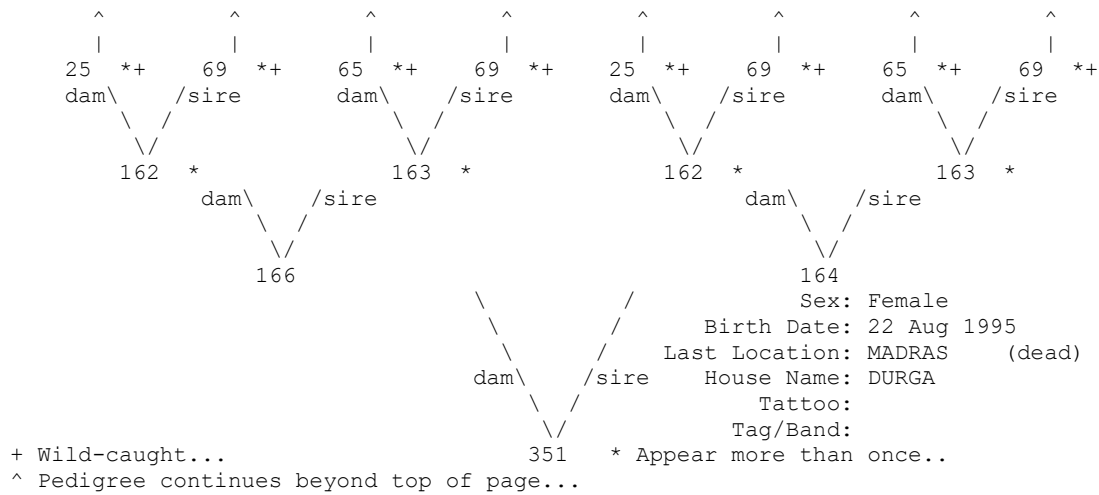 ^ ^ ^ ^ ^ ^ ^ ^
| | | | | | | |
25 *+ 69 *+ 65 *+ 69 *+ 25 *+ 69 *+ 65 *+ 69 *+
dam\ /sire dam\ /sire dam\ /sire dam\ /sire
\ / \ / \ / \ /
\/ \/ \/ \/
162 * 163 * 162 * 163 *
dam\ /sire dam\ /sire
\ / \ /
\/ \/
166 164
\ / Sex: Female
\ / Birth Date: 22 Aug 1995
\ / Last Location: MADRAS (dead)
dam\ /sire House Name: DURGA
\ / Tattoo:
\/ Tag/Band:
+ Wild-caught... 351 * Appear more than once..
^ Pedigree continues beyond top of page...